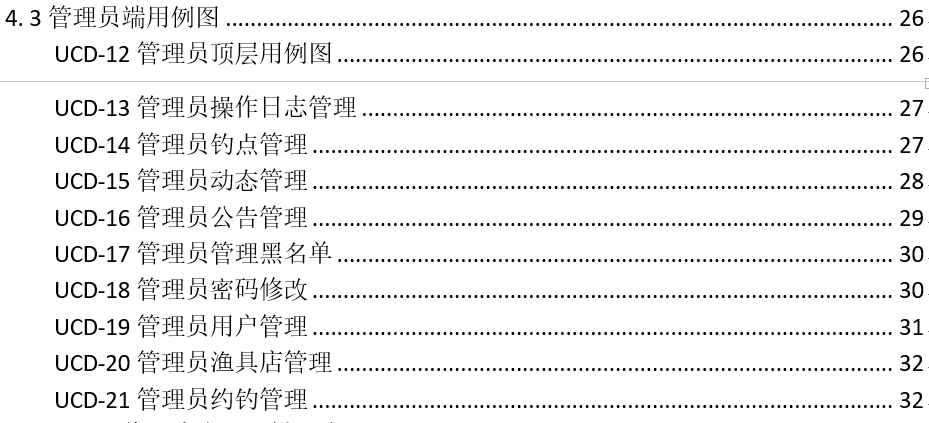 4. 3 管理员端用例图 26
UCD-12 管理员顶层用例图 26
UCD-13 管理员操作日志管理 27
UCD-14 管理员钓点管理 27
UCD-15 管理员动态管理 28
UCD-16 管理员公告管理 29
UCD-17 管理员管理黑名单 30
UCD-18 管理员密码修改 30
UCD-19 管理员用户管理 31
UCD-20 管理员渔具店管理 32
UCD-21 管理员约钓管理 32